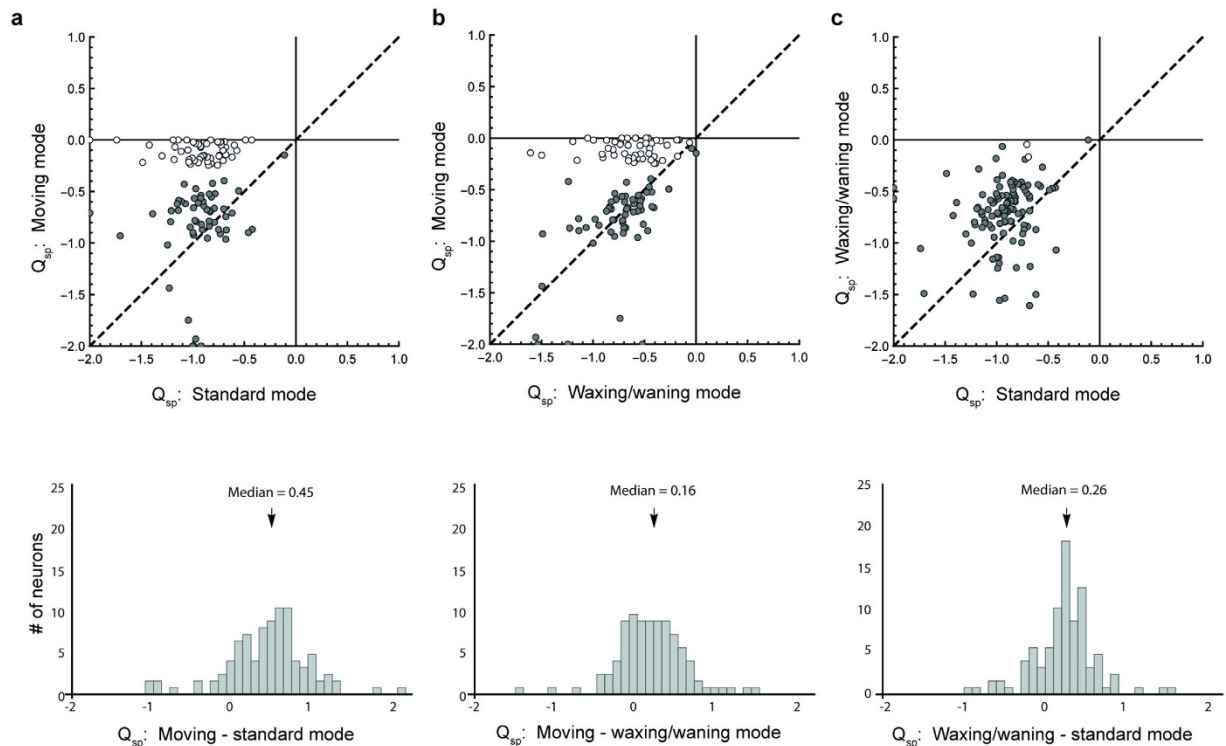 a
b
c
1.0
0.5
0.0
−0.5
−1.0
−1.5
−2.0
Qsp: Moving mode
−2.0 −1.5 −1.0 −0.5 0.0 0.5 1.0
Qsp: Standard mode
1.0
0.5
0.0
−0.5
−1.0
−1.5
−2.0
Qsp: Moving mode
−2.0 −1.5 −1.0 −0.5 0.0 0.5 1.0
Qsp: Waxing/waning mode
1.0
0.5
0.0
−0.5
−1.0
−1.5
−2.0
Qsp: Waxing/waning mode
−2.0 −1.5 −1.0 −0.5 0.0 0.5 1.0
Qsp: Standard mode
25
20
15
10
5
0
# of neurons
Median = 0.45
-2 -1 0 1 2
Qsp: Moving - standard mode
25
20
15
10
5
0
Median = 0.16
-2 -1 0 1 2
Qsp: Moving - waxing/waning mode
25
20
15
10
5
0
Median = 0.26
-2 -1 0 1 2
Qsp: Waxing/waning - standard mode